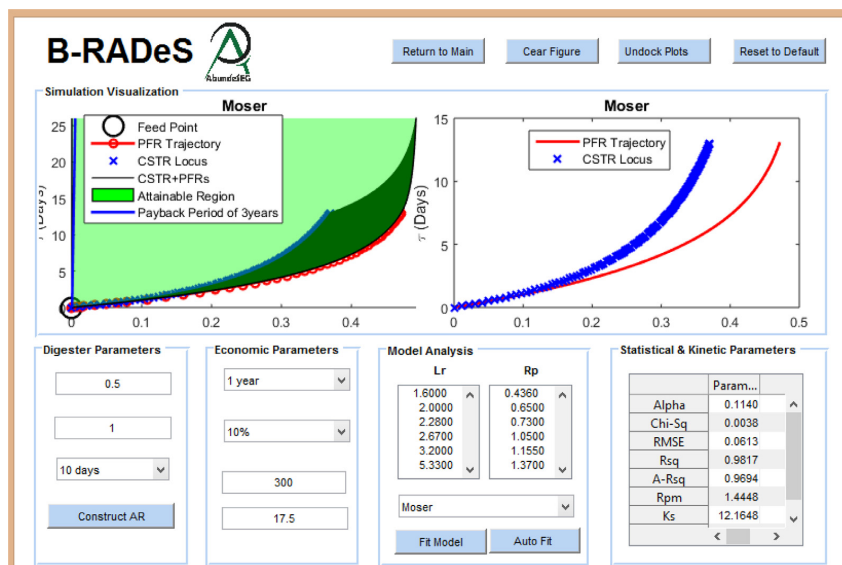 B-RADeS
AbundeSEG
Return to Main
Cear Figure
Undock Plots
Reset to Default
Simulation Visualization
Moser
25
20
15
10
5
0
(Days)
Feed Point
PFR Trajectory
CSTR Locus
CSTR+PFRs
Attainable Region
Payback Period of 3years
0 0.1 0.2 0.3 0.4
Moser
15
10
5
0
τ (Days)
PFR Trajectory
CSTR Locus
0 0.1 0.2 0.3 0.4 0.5
Digester Parameters
0.5
1
10 days
Construct AR
Economic Parameters
1 year
10%
300
17.5
Model Analysis
Lr Rp
1.6000 0.4360
2.0000 0.6500
2.2800 0.7300
2.6700 1.0500
3.2000 1.1550
5.3300 1.3700
Moser
Fit Model
Auto Fit
Statistical & Kinetic Parameters
Param...
Alpha 0.1140
Chi-Sq 0.0038
RMSE 0.0613
Rsq 0.9817
A-Rsq 0.9694
Rpm 1.4448
Ks 12.1648